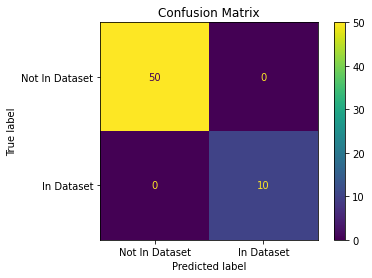 Confusion Matrix
True label
Not In Dataset
50
0
In Dataset
0
10
Not In Dataset
In Dataset
Predicted label
50
40
30
20
10
0